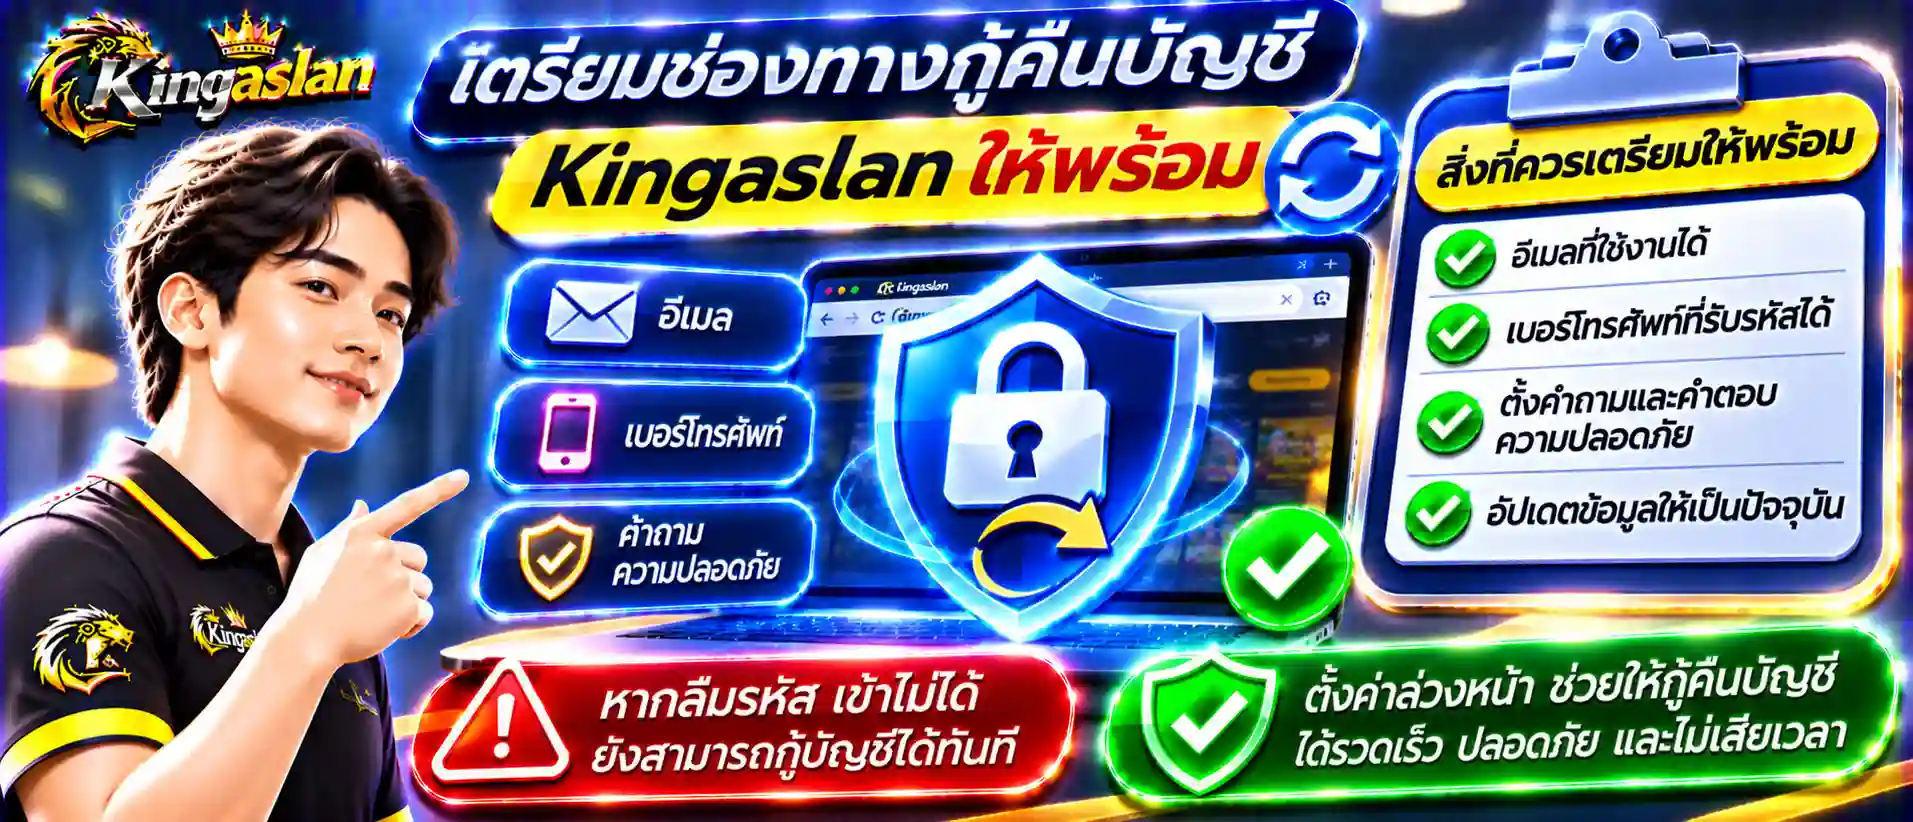 Kingaslan
เตรียมช่องทางกู้คืนบัญชี
Kingaslan ให้พร้อม
อีเมล
เบอร์โทรศัพท์
ค้าถาม
ความปลอดภัย
Kingaslan
สิ่งที่ควรเตรียมให้พร้อม
อีเมลที่ใช้งานได้
เบอร์โทรศัพท์ที่รับรหัสได้
ตั้งคำถามและคำตอบ
ความปลอดภัย
อัปเดตข้อมูลให้เป็นปัจจุบัน
Kingaslan
หากลืมรหัส เข้าไม่ได้
ยังสามารถกู้บัญชีได้ทันที
ตั้งค่าล่วงหน้า ช่วยให้กู้คืนบัญชี
ได้รวดเร็ว ปลอดภัย และไม่เสียเวลา